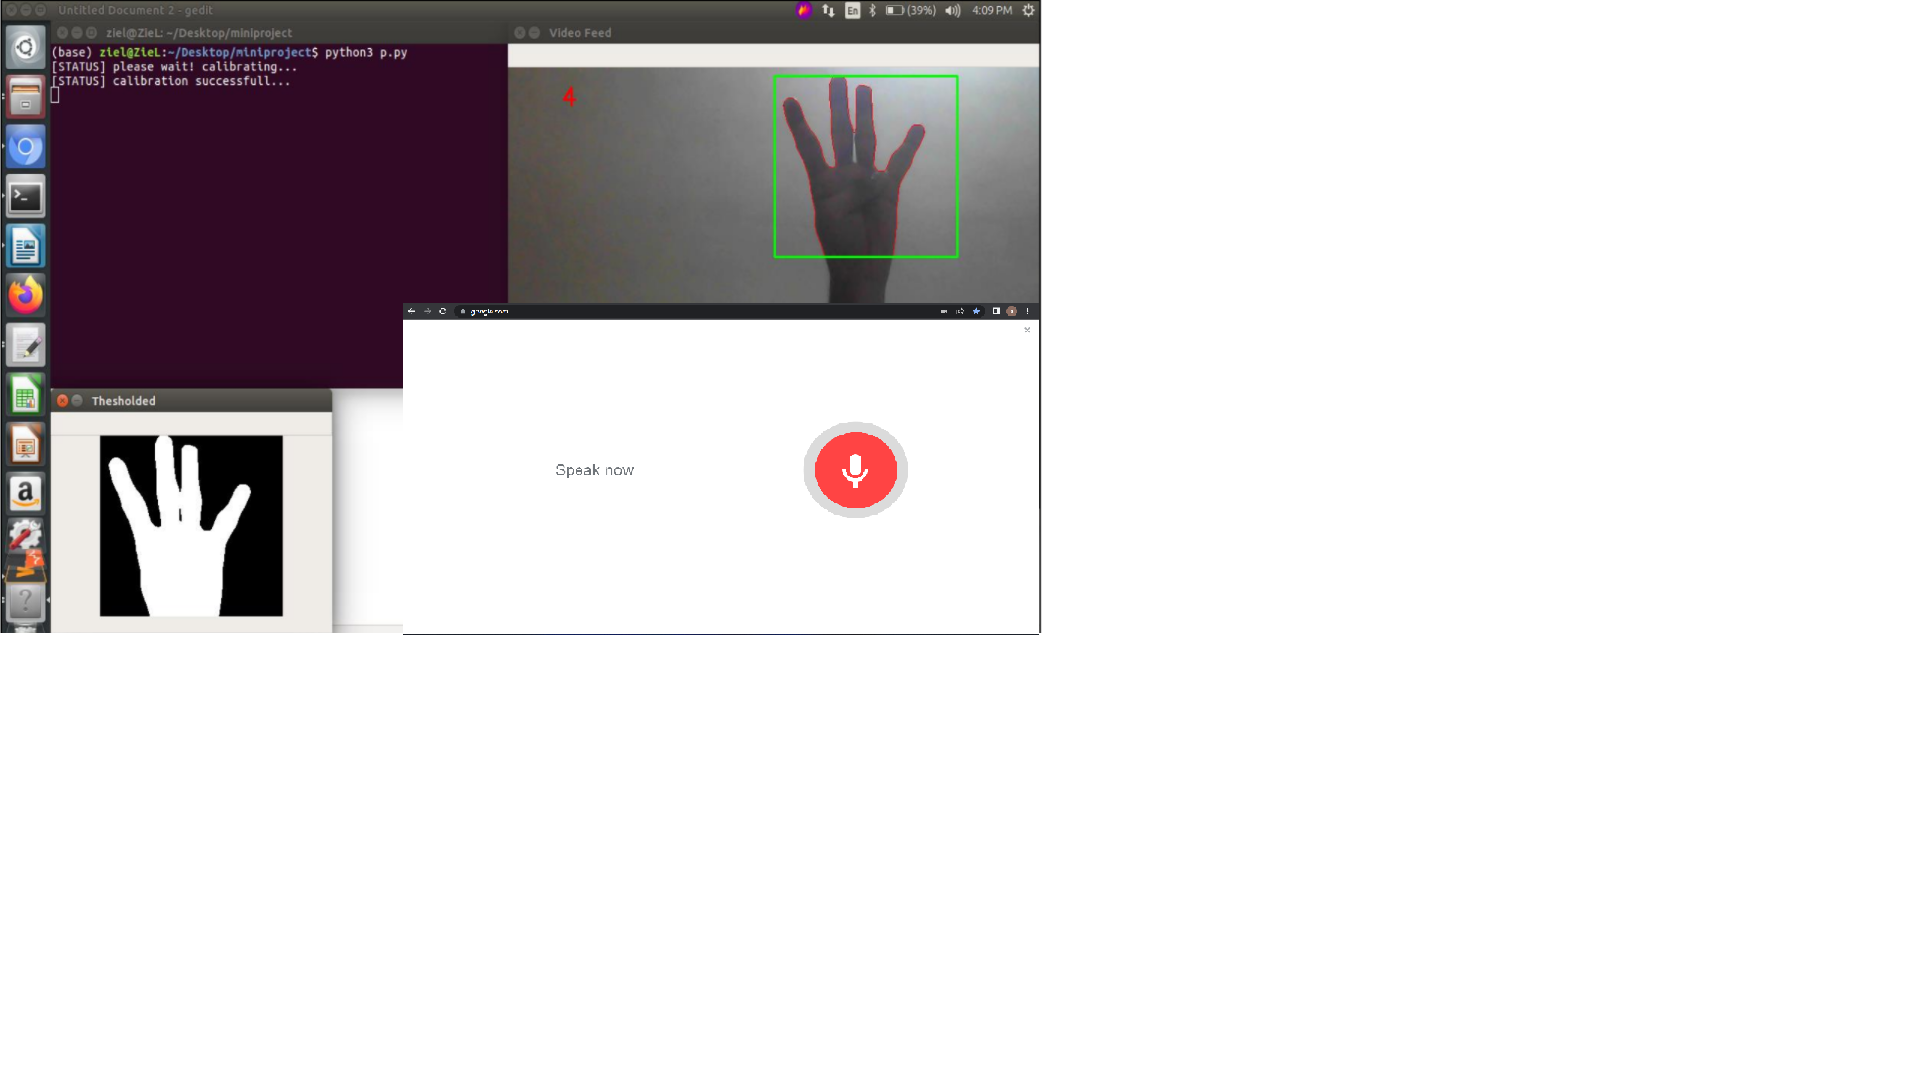 Untitled Document 2 - gedit
En
(39%)
4:09 PM
ziel@ZieL: ~/Desktop/miniproject
(base) ziel@ZieL:~/Desktop/miniproject$ python3 p.py
[STATUS] please wait! calibrating...
[STATUS] calibration successfull...
Video Feed
4
google.com
Speak now
Thesholded
a
?